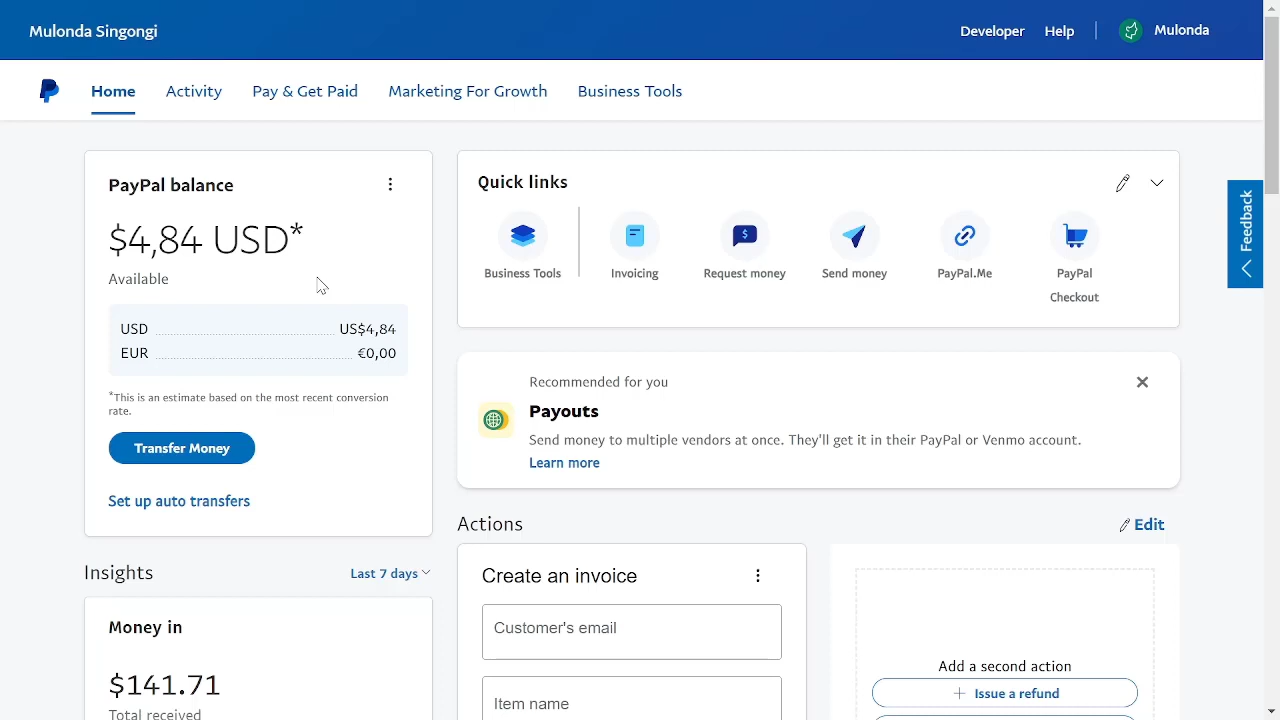 Mulonda Singongi
Developer
Help
Mulonda
Home
Activity
Pay & Get Paid
Marketing For Growth
Business Tools
PayPal balance
$4,84 USD*
Available
USD US$4,84
EUR €0,00
*This is an estimate based on the most recent conversion
rate.
Transfer Money
Set up auto transfers
Quick links
Business Tools
Invoicing
Request money
Send money
PayPal.Me
PayPal
Checkout
Feedback
Recommended for you
Payouts
Send money to multiple vendors at once. They'll get it in their PayPal or Venmo account.
Learn more
Insights
Last 7 days
Money in
$141.71
Total received
Actions
Edit
Create an invoice
Customer's email
Item name
Add a second action
+ Issue a refund